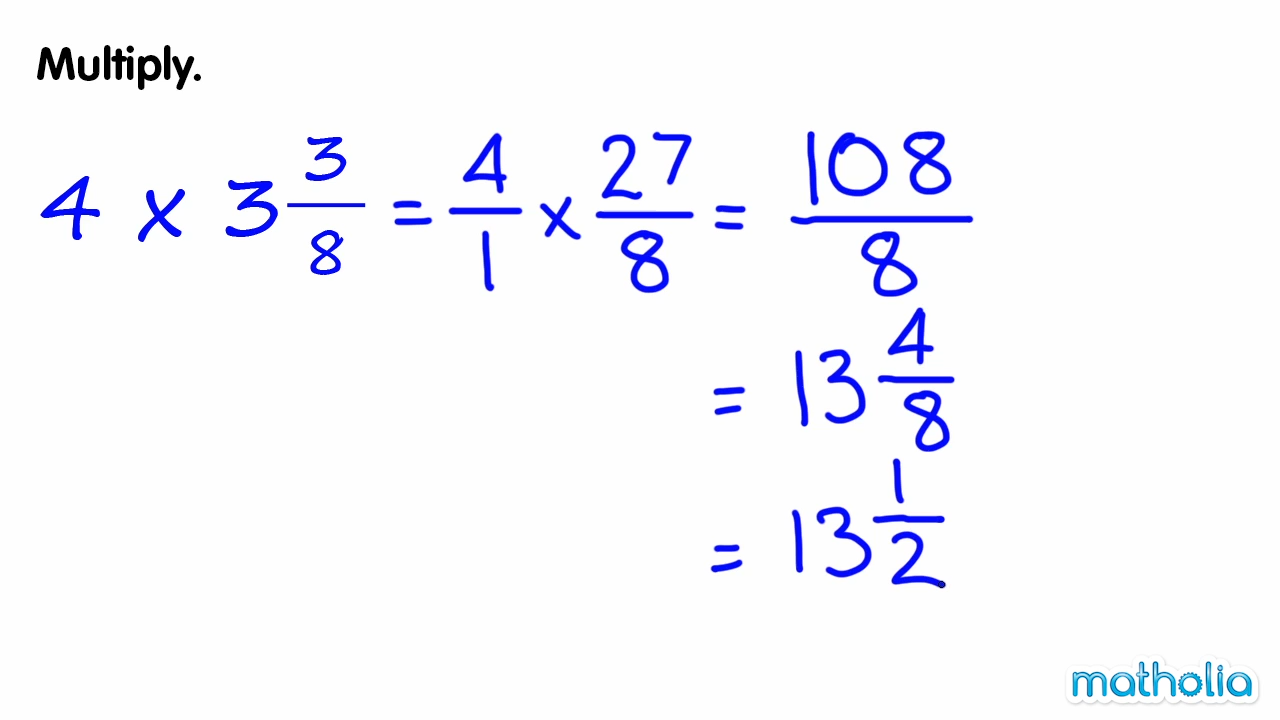 Multiply.
4 x 3 3/8 = 4/1 x 27/8 = 108/8
= 13 4/8
= 13 1/2
matholia